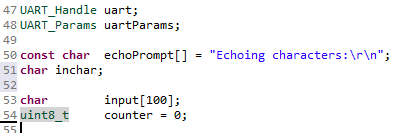 47 UART_Handle uart;
48 UART_Params uartParams;
49
50 const char  echoPrompt[] = "Echoing characters:\r\n";
51 char inchar;
52
53 char        input[100];
54 uint8_t     counter = 0;
55